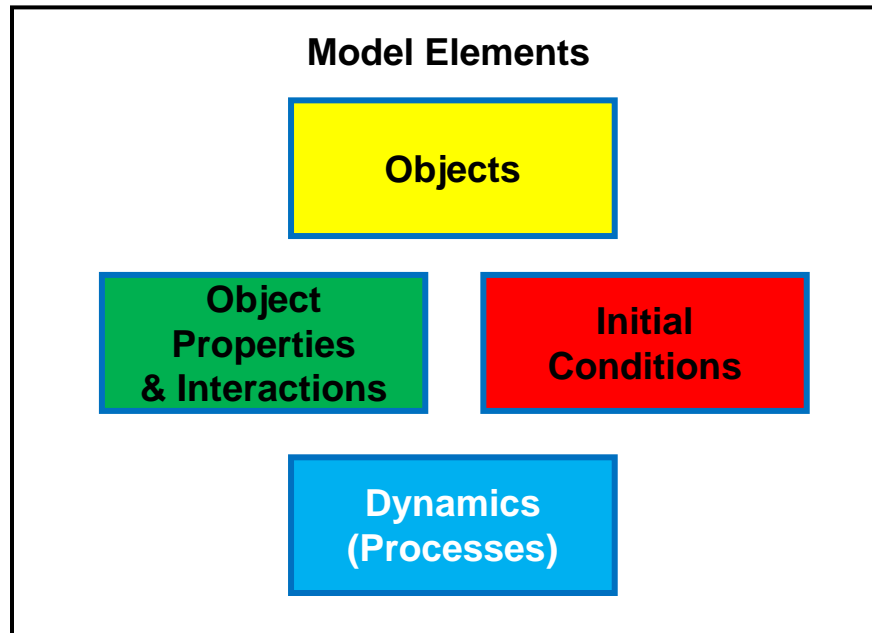 Model Elements
Objects
Object
Properties
& Interactions
Initial
Conditions
Dynamics
(Processes)